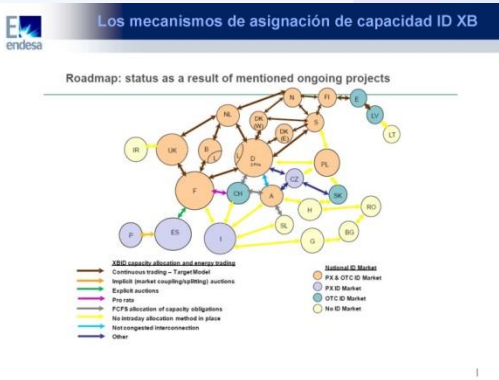 Los mecanismos de asignación de capacidad ID XB
endesa
Roadmap: status as a result of mentioned ongoing projects
N
FI
E
NL
DK
(W)
S
LV
DK
(E)
LT
IR
UK
B
L
D
PL
CZ
F
CH
A
SK
H
RO
P
ES
I
SL
G
BG
XBID capacity allocation and energy trading
Continuous trading – Target Model
Implicit (market coupling/splitting) auctions
Explicit auctions
Pro rata
FCFS allocation of capacity obligations
No intraday allocation method in place
Not congested interconnection
Other
National ID Market
PX & OTC ID Market
PX ID Market
OTC ID Market
No ID Market